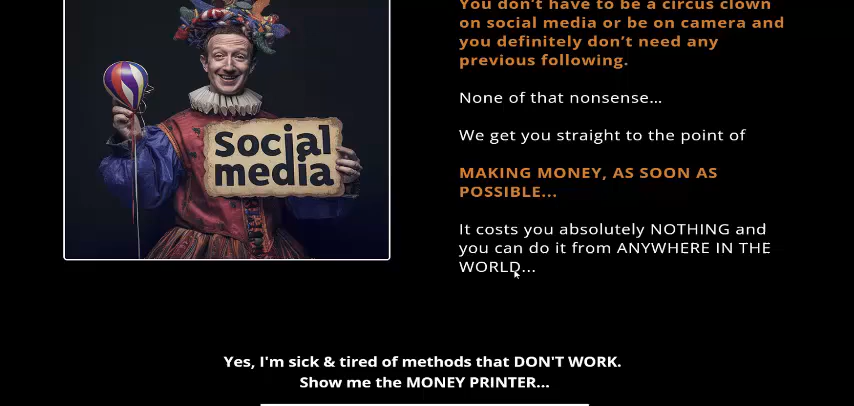 Social
media
You don't have to be a circus clown
on social media or be on camera and
you definitely don't need any
previous following.
None of that nonsense...
We get you straight to the point of
MAKING MONEY, AS SOON AS
POSSIBLE...
It costs you absolutely NOTHING and
you can do it from ANYWHERE IN THE
WORLD...
Yes, I'm sick & tired of methods that DON'T WORK.
Show me the MONEY PRINTER...